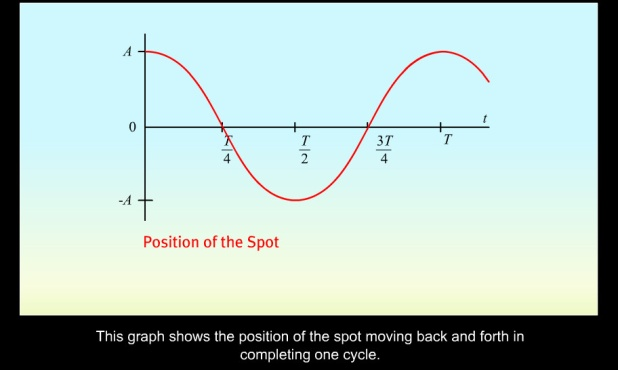 A
0
-A
t
T/4
T/2
3T/4
T
Position of the Spot
This graph shows the position of the spot moving back and forth in
completing one cycle.